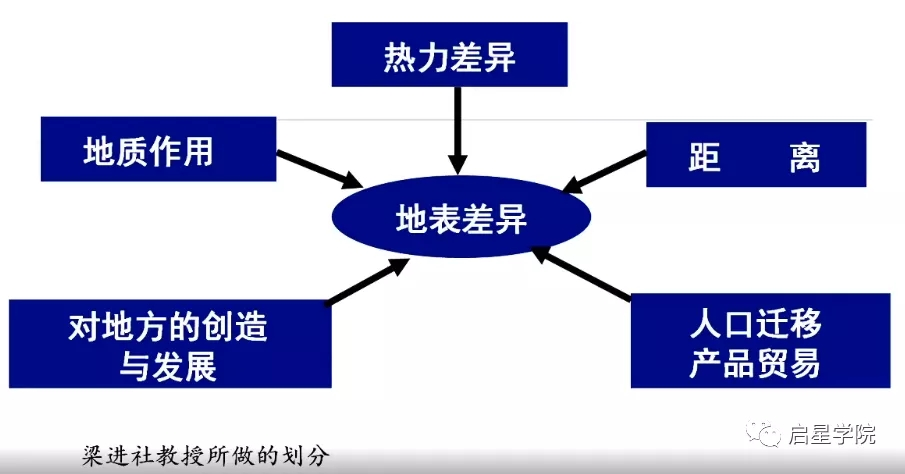 热力差异
地质作用
距 离
地表差异
对地方的创造
与发展
人口迁移
产品贸易
梁进社教授所做的划分
启星学院